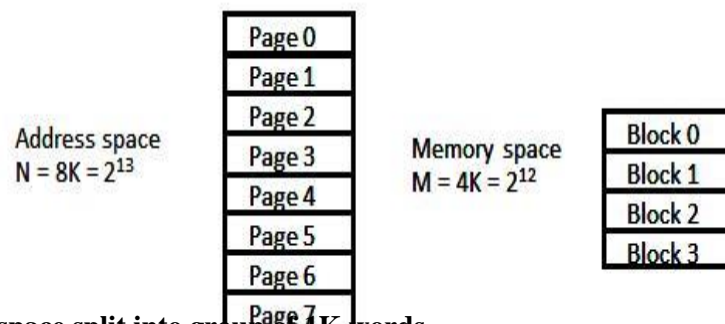 Page 0
Page 1
Page 2
Page 3
Page 4
Page 5
Page 6
Page 7
Address space
N = 8K = 2¹³
Memory space
M = 4K = 2¹²
Block 0
Block 1
Block 2
Block 3
space split into group of 1K words